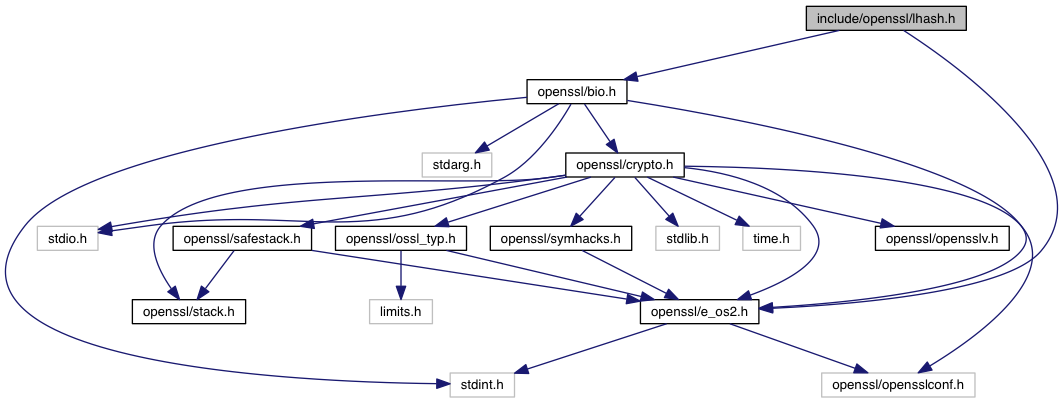 include/openssl/lhash.h
openssl/bio.h
stdarg.h
openssl/crypto.h
stdio.h
openssl/safestack.h
openssl/ossl_typ.h
openssl/symhacks.h
stdlib.h
time.h
openssl/opensslv.h
openssl/stack.h
limits.h
openssl/e_os2.h
stdint.h
openssl/opensslconf.h